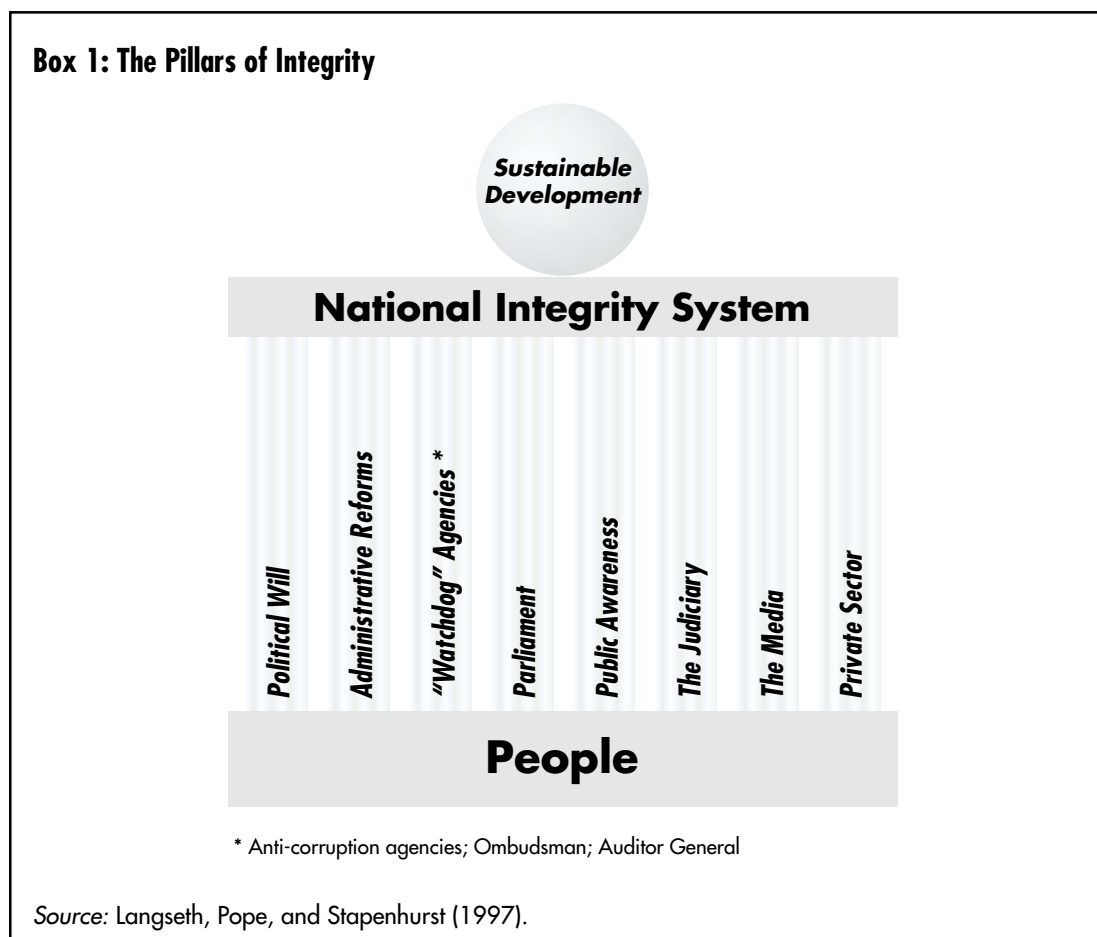 Box 1: The Pillars of Integrity
Sustainable
Development
National Integrity System
Political Will
Administrative Reforms
“Watchdog” Agencies *
Parliament
Public Awareness
The Judiciary
The Media
Private Sector
People
* Anti-corruption agencies; Ombudsman; Auditor General
Source: Langseth, Pope, and Stapenhurst (1997).